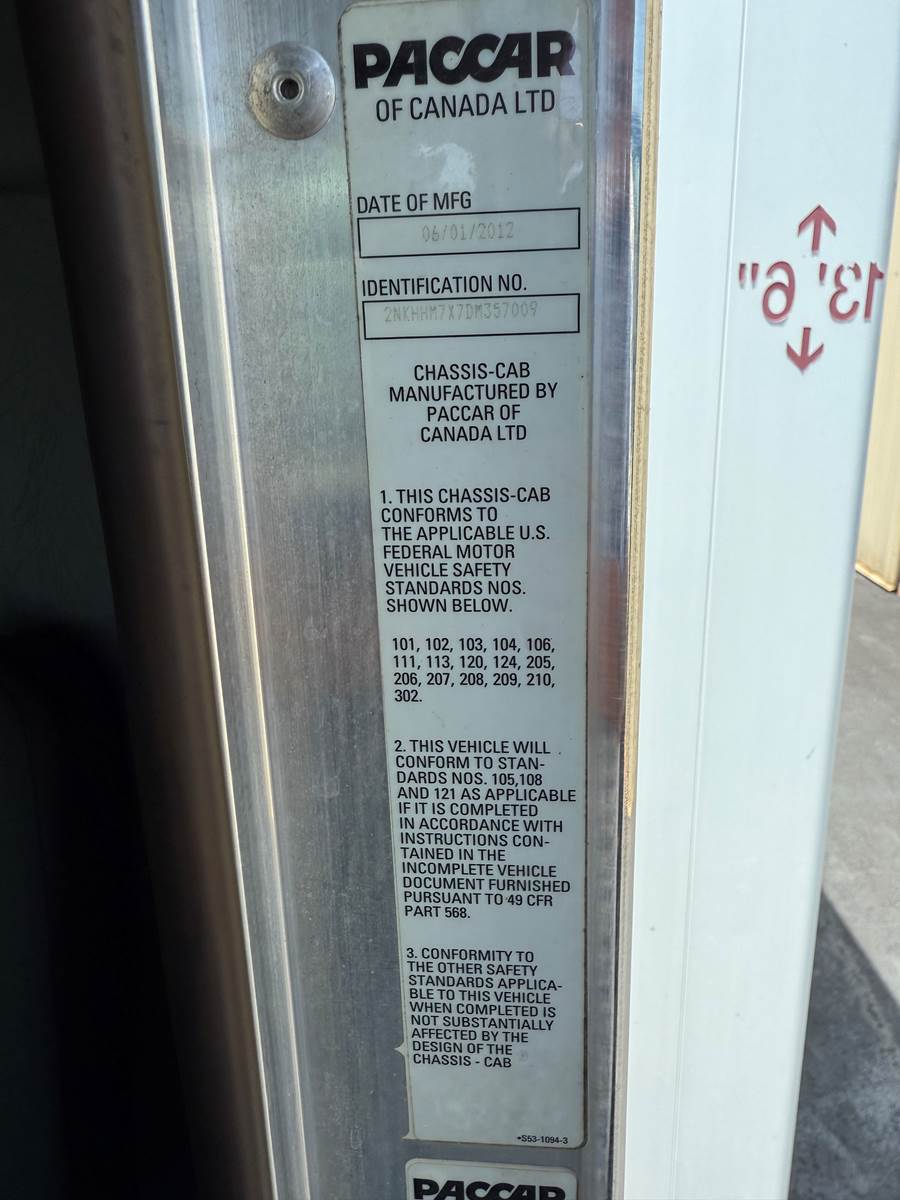 PACCAR
OF CANADA LTD
DATE OF MFG
06/01/2012
IDENTIFICATION NO.
2NKHHM7X7DM357009
CHASSIS-CAB
MANUFACTURED BY
PACCAR OF
CANADA LTD
1. THIS CHASSIS-CAB
CONFORMS TO
THE APPLICABLE U.S.
FEDERAL MOTOR
VEHICLE SAFETY
STANDARDS NOS.
SHOWN BELOW.
101, 102, 103, 104, 106,
111, 113, 120, 124, 205,
206, 207, 208, 209, 210,
302.
2. THIS VEHICLE WILL
CONFORM TO STAN-
DARDS NOS. 105,108
AND 121 AS APPLICABLE
IF IT IS COMPLETED
IN ACCORDANCE WITH
INSTRUCTIONS CON-
TAINED IN THE
INCOMPLETE VEHICLE
DOCUMENT FURNISHED
PURSUANT TO 49 CFR
PART 568.
3. CONFORMITY TO
THE OTHER SAFETY
STANDARDS APPLICA-
BLE TO THIS VEHICLE
WHEN COMPLETED IS
NOT SUBSTANTIALLY
AFFECTED BY THE
DESIGN OF THE
CHASSIS - CAB
•S53-1094-3
PACCAR
13' 6"